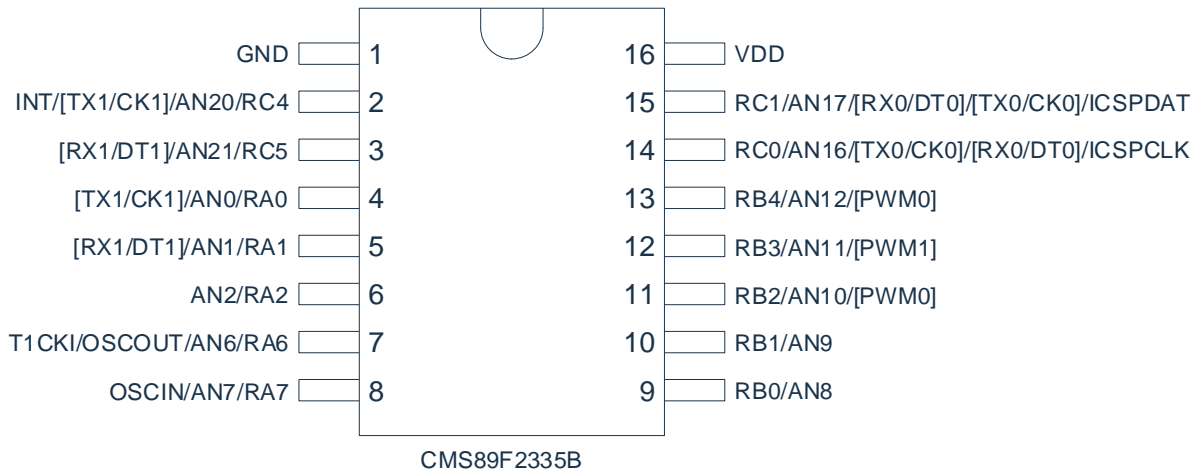 GND 1 16 VDD
INT/[TX1/CK1]/AN20/RC4 2 15 RC1/AN17/[RX0/DT0]/[TX0/CK0]/ICSPDAT
[RX1/DT1]/AN21/RC5 3 14 RC0/AN16/[TX0/CK0]/[RX0/DT0]/ICSPCLK
[TX1/CK1]/AN0/RA0 4 13 RB4/AN12/[PWM0]
[RX1/DT1]/AN1/RA1 5 12 RB3/AN11/[PWM1]
AN2/RA2 6 11 RB2/AN10/[PWM0]
T1CKI/OSCOUT/AN6/RA6 7 10 RB1/AN9
OSCIN/AN7/RA7 8 9 RB0/AN8
CMS89F2335B